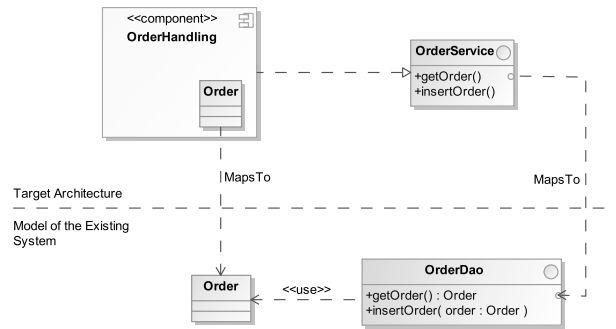 <<component>>
OrderHandling
Order
OrderService
+getOrder()
+insertOrder()
MapsTo
MapsTo
Target Architecture
Model of the Existing
System
Order
<<use>>
OrderDao
+getOrder() : Order
+insertOrder( order : Order )